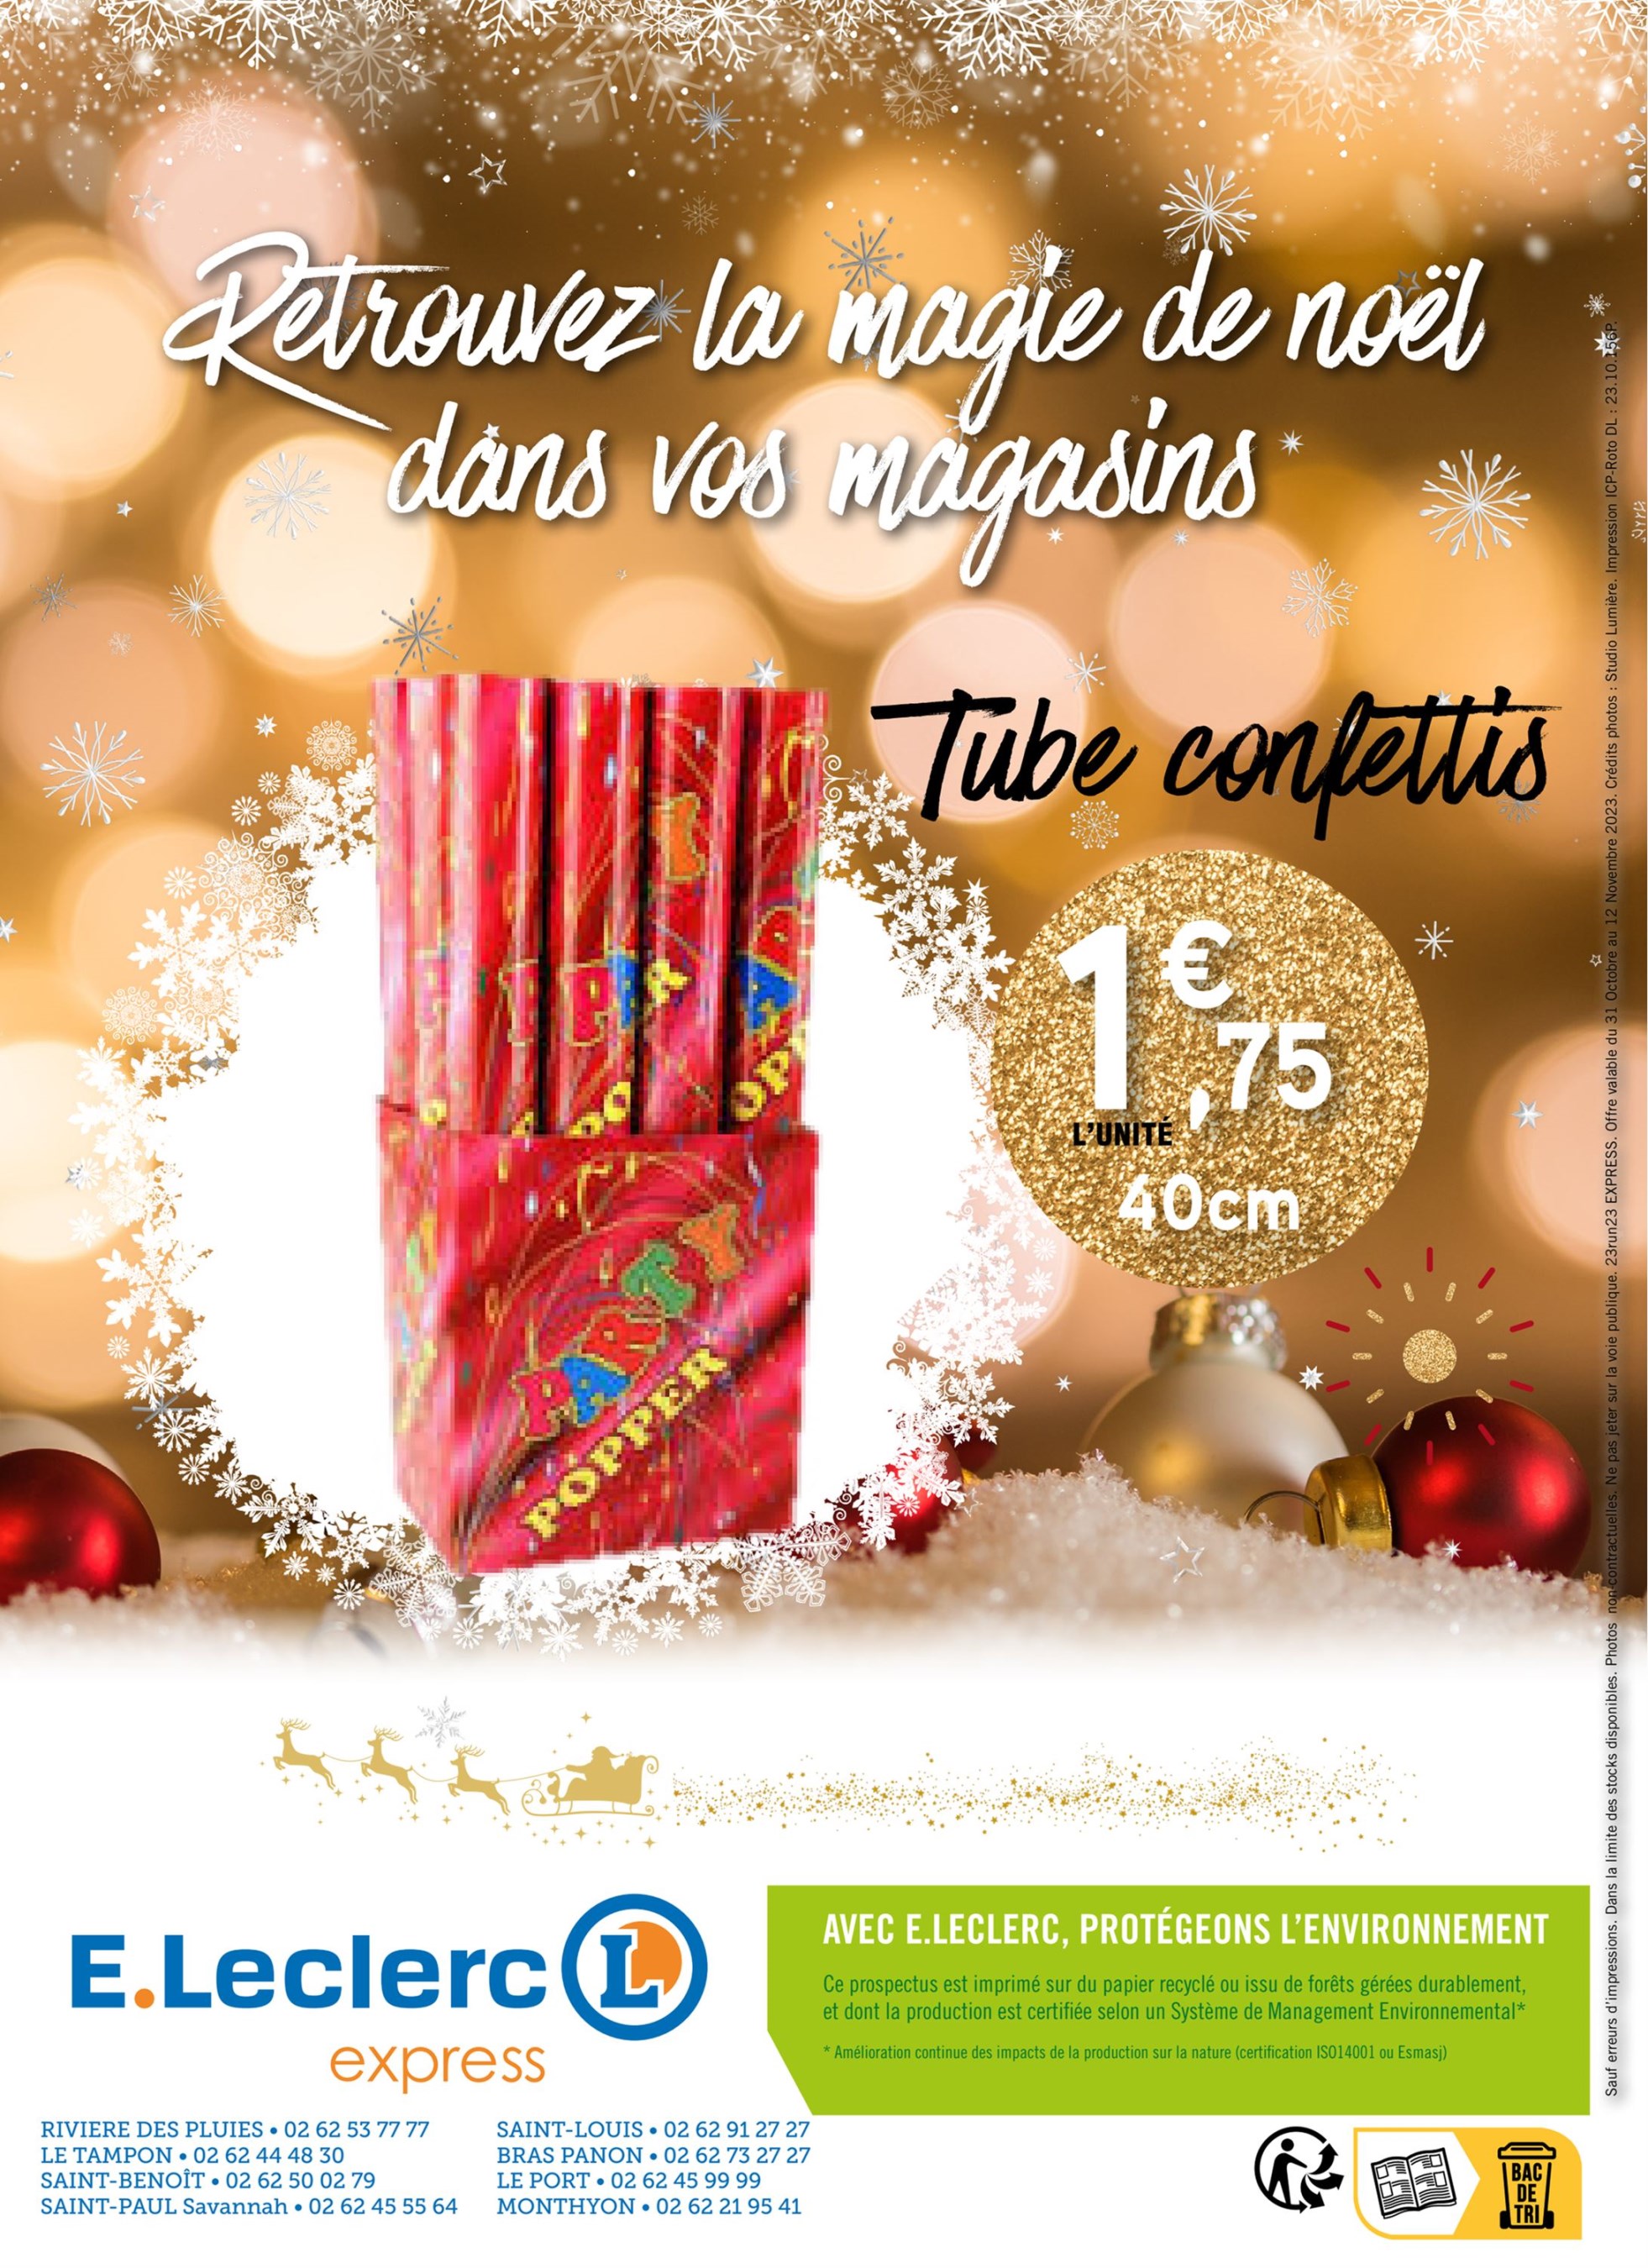 Retrouvez la magie de noël
dans vos magasins
Tube confettis
1€,75
L'UNITÉ
40cm
PARTY
POPPER
E.Leclerc L
express
RIVIERE DES PLUIES • 02 62 53 77 77
LE TAMPON • 02 62 44 48 30
SAINT-BENOÎT • 02 62 50 02 79
SAINT-PAUL Savannah • 02 62 45 55 64
SAINT-LOUIS • 02 62 91 27 27
BRAS PANON • 02 62 73 27 27
LE PORT • 02 62 45 99 99
MONTHYON • 02 62 21 95 41
AVEC E.LECLERC, PROTÉGEONS L'ENVIRONNEMENT
Ce prospectus est imprimé sur du papier recyclé ou issu de forêts gérées durablement,
et dont la production est certifiée selon un Système de Management Environnemental*
* Amélioration continue des impacts de la production sur la nature (certification ISO14001 ou Esmasj)
BAC
DE
TRI
Sauf erreurs d'impressions. Dans la limite des stocks disponibles. Photos non contractuelles. Ne pas jeter sur la voie publique. 23run23 EXPRESS. Offre valable du 31 Octobre au 12 Novembre 2023. Crédits photos : Studio Lumière. Impression ICP-Roto DL : 23.10.156P.